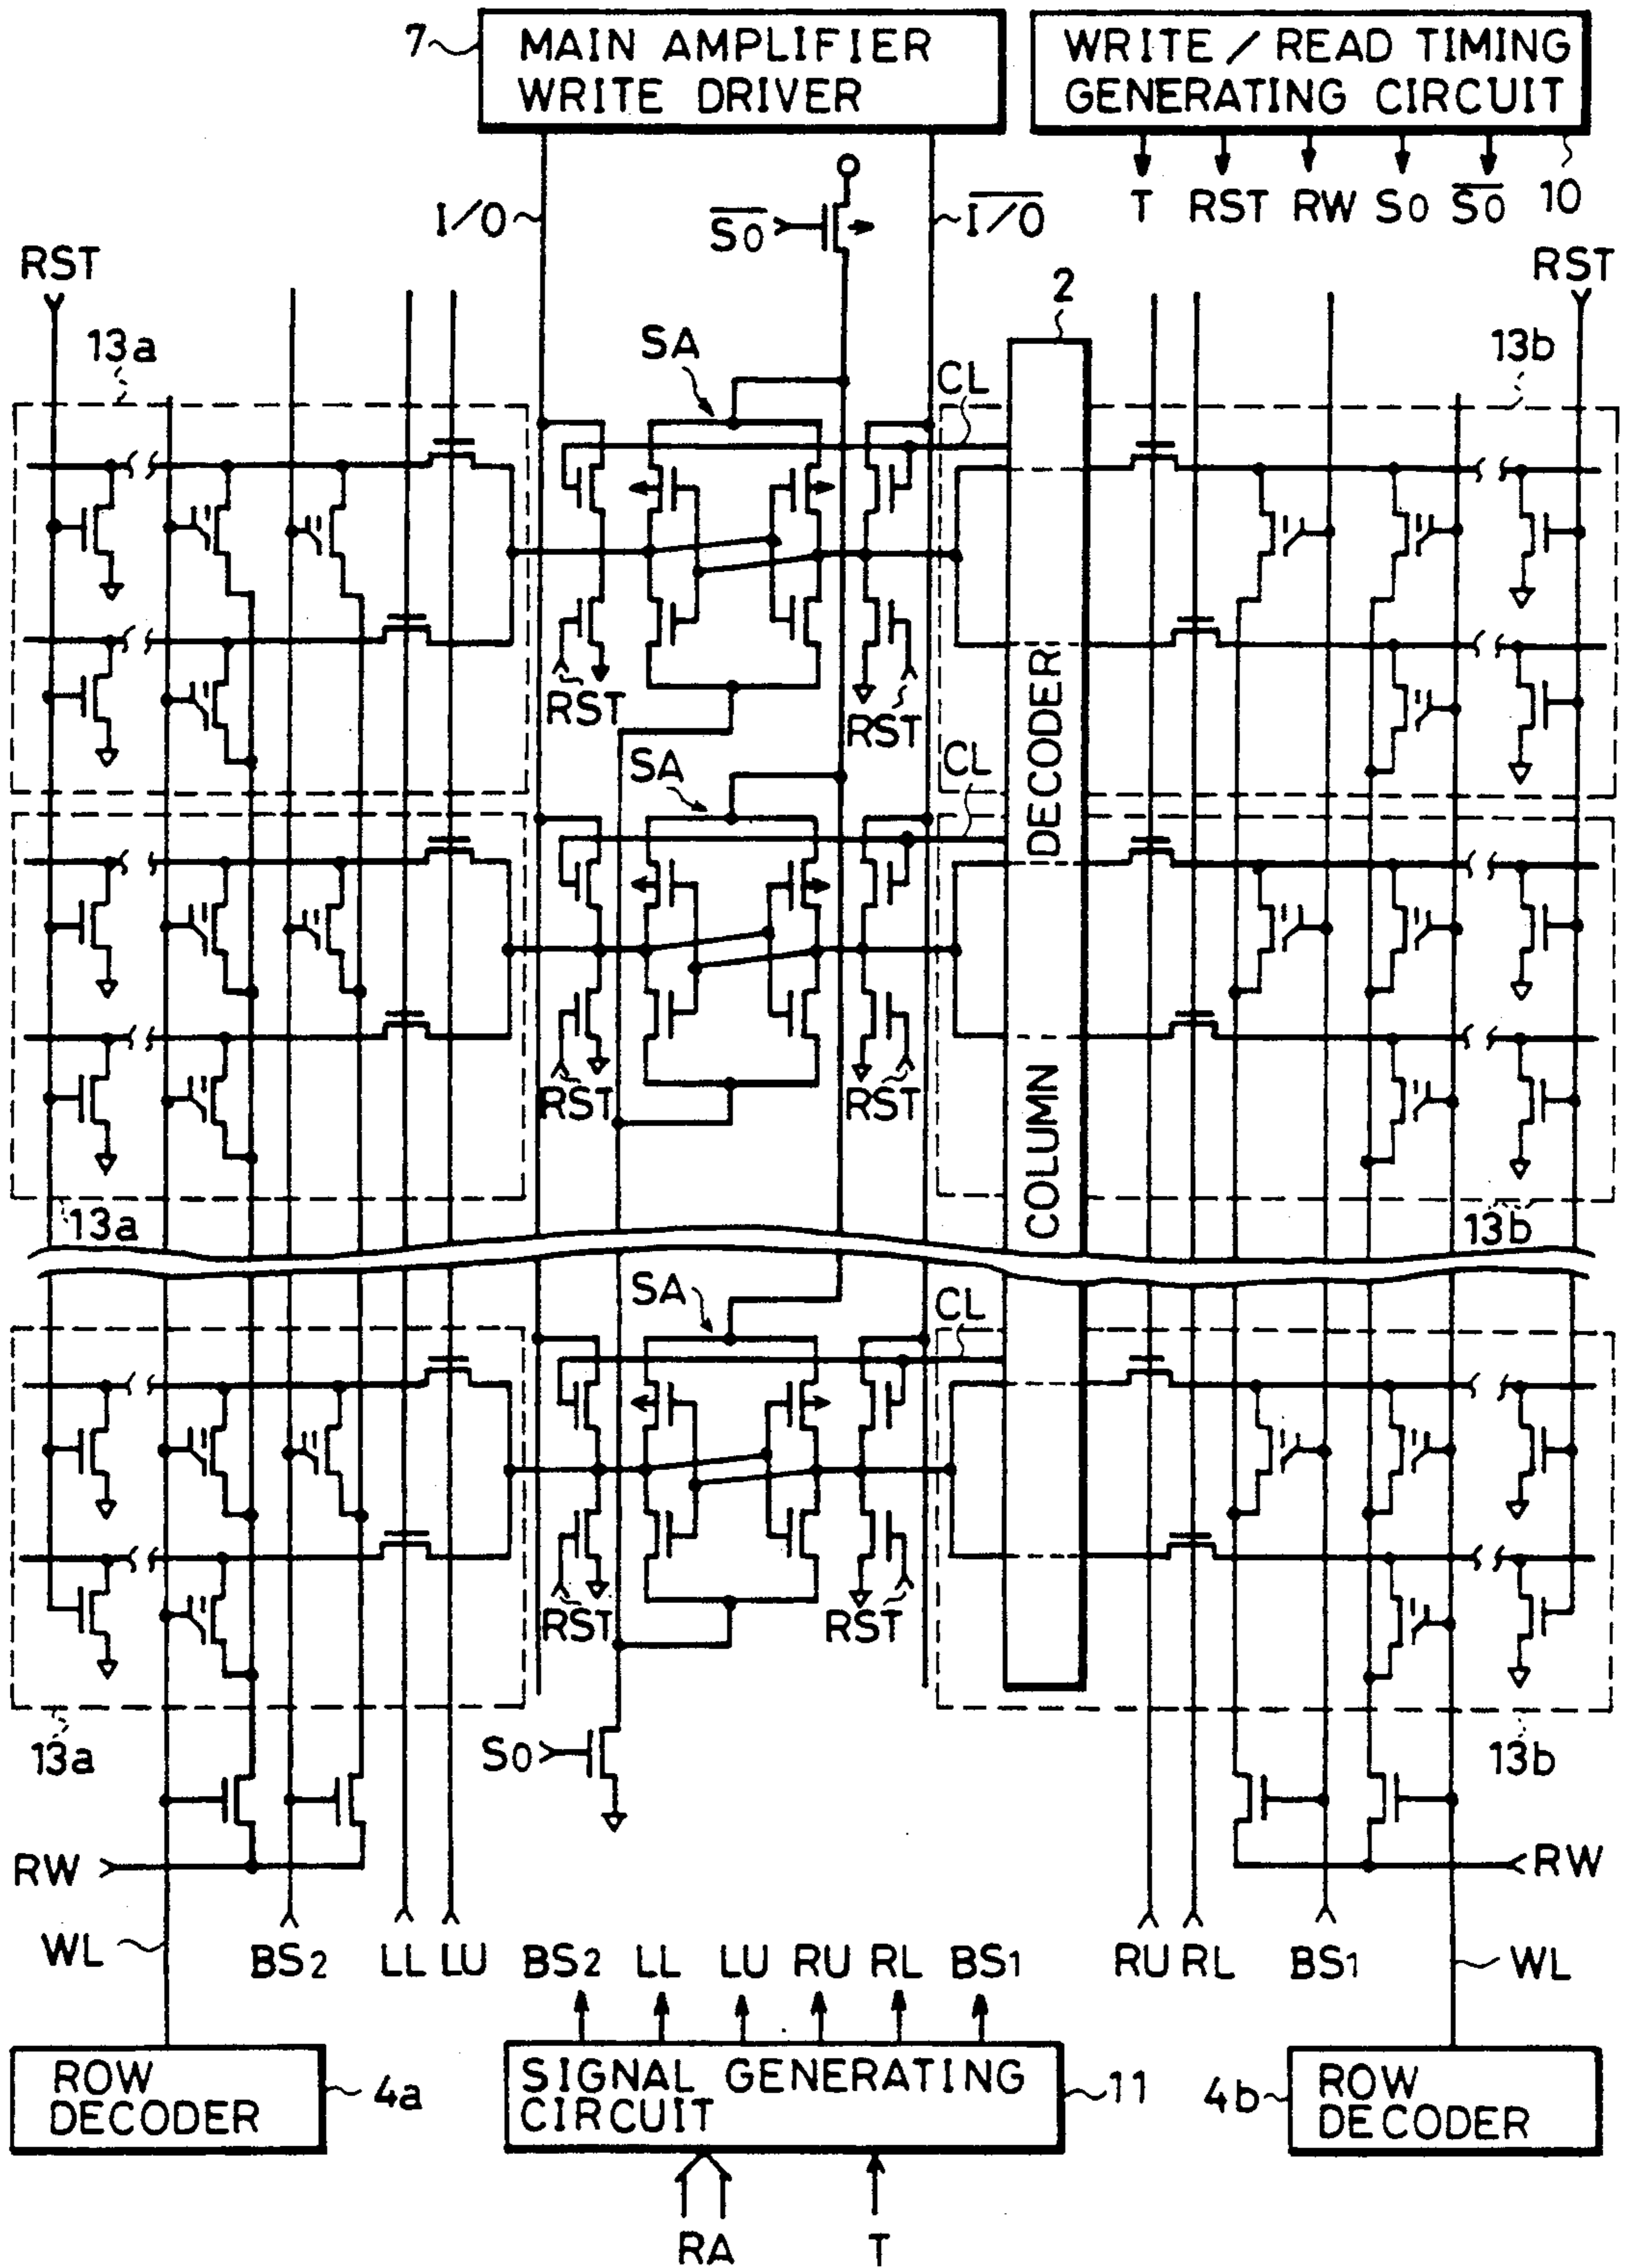 7 MAIN AMPLIFIER WRITE / READ TIMING
WRITE DRIVER GENERATING CIRCUIT
I/O S̅0̅ I̅/̅O̅ T RST RW S0 S̅0̅ 10
RST 2 RST
13a SA CL 13b
RST RST
SA CL
COLUMN DECODER
RST RST
13a 13b
SA CL
RST RST
13a S0 13b
RW RW
WL BS2 LL LU BS2 LL LU RU RL BS1 RU RL BS1 WL
ROW SIGNAL GENERATING ROW
DECODER 4a CIRCUIT 11 4b DECODER
RA T